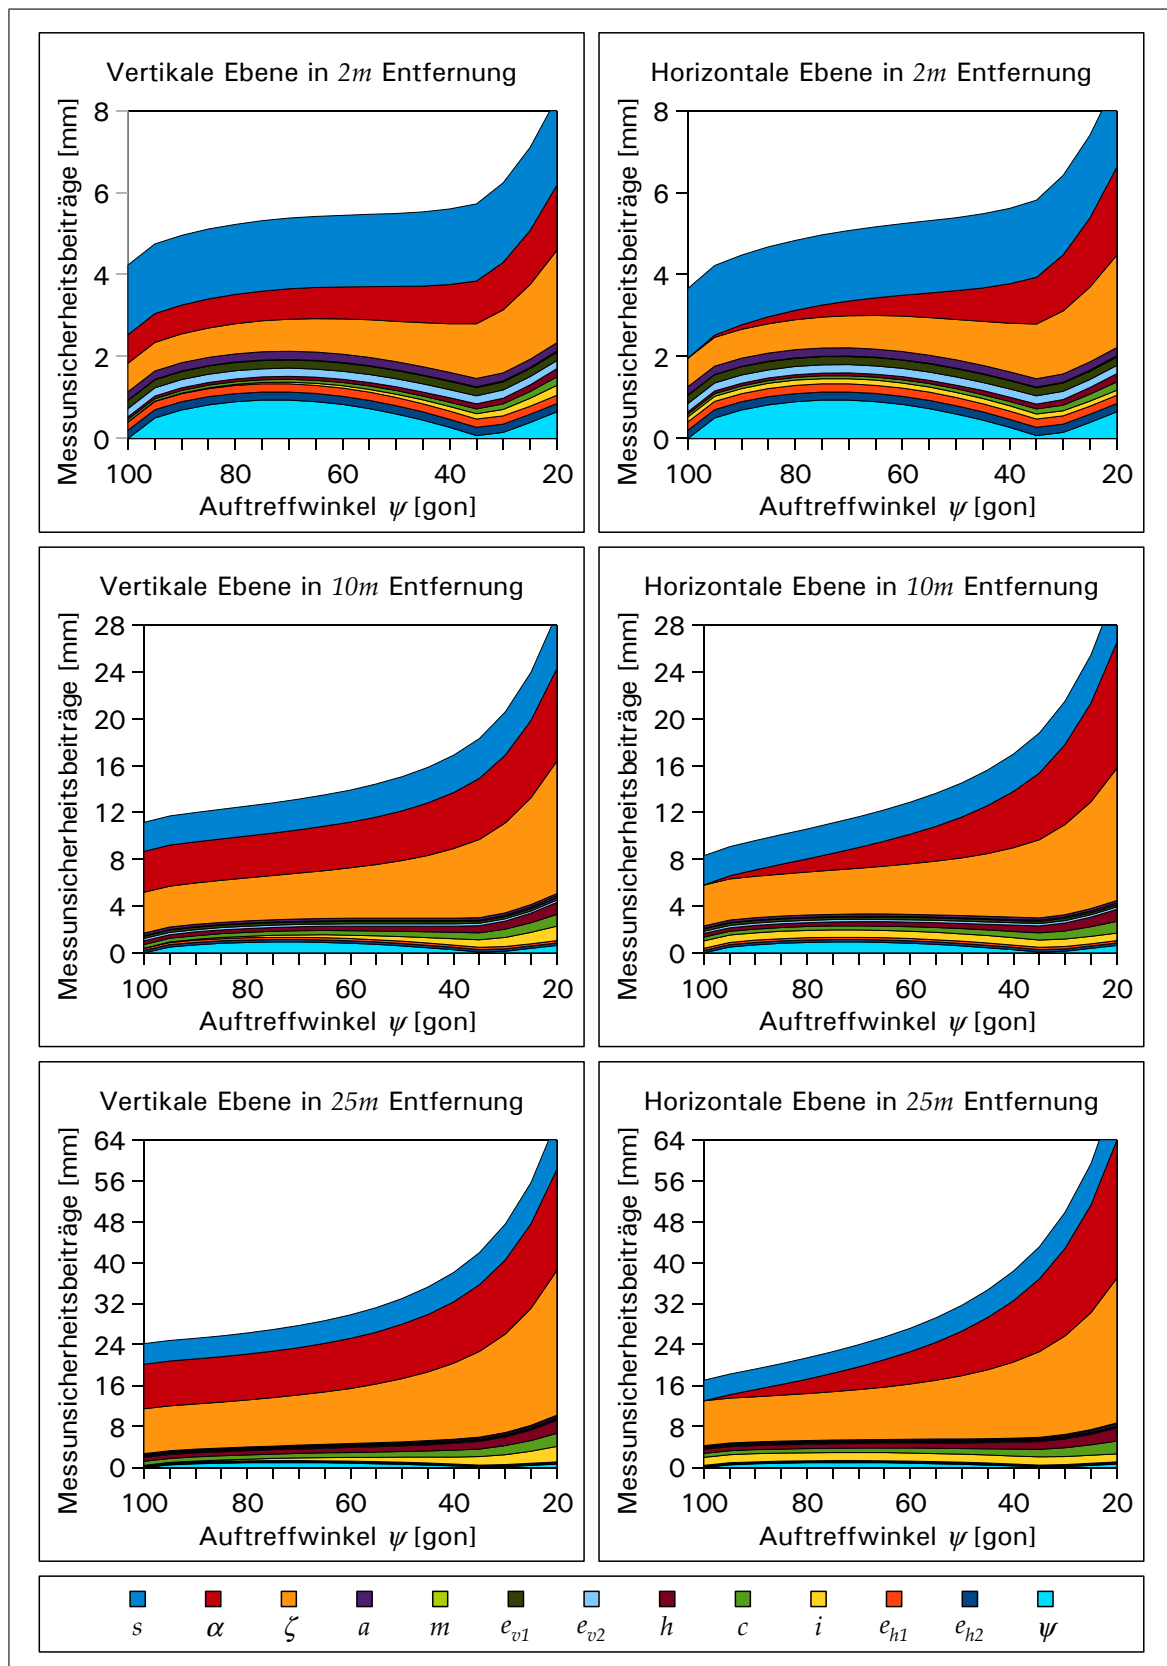 Vertikale Ebene in 2m Entfernung
Messunsicherheitsbeiträge [mm]
8
6
4
2
0
100 80 60 40 20
Auftreffwinkel ψ [gon]
Horizontale Ebene in 2m Entfernung
Messunsicherheitsbeiträge [mm]
8
6
4
2
0
100 80 60 40 20
Auftreffwinkel ψ [gon]
Vertikale Ebene in 10m Entfernung
Messunsicherheitsbeiträge [mm]
28
24
20
16
12
8
4
0
100 80 60 40 20
Auftreffwinkel ψ [gon]
Horizontale Ebene in 10m Entfernung
Messunsicherheitsbeiträge [mm]
28
24
20
16
12
8
4
0
100 80 60 40 20
Auftreffwinkel ψ [gon]
Vertikale Ebene in 25m Entfernung
Messunsicherheitsbeiträge [mm]
64
56
48
40
32
24
16
8
0
100 80 60 40 20
Auftreffwinkel ψ [gon]
Horizontale Ebene in 25m Entfernung
Messunsicherheitsbeiträge [mm]
64
56
48
40
32
24
16
8
0
100 80 60 40 20
Auftreffwinkel ψ [gon]
s α ζ a m e_v1 e_v2 h c i e_h1 e_h2 ψ